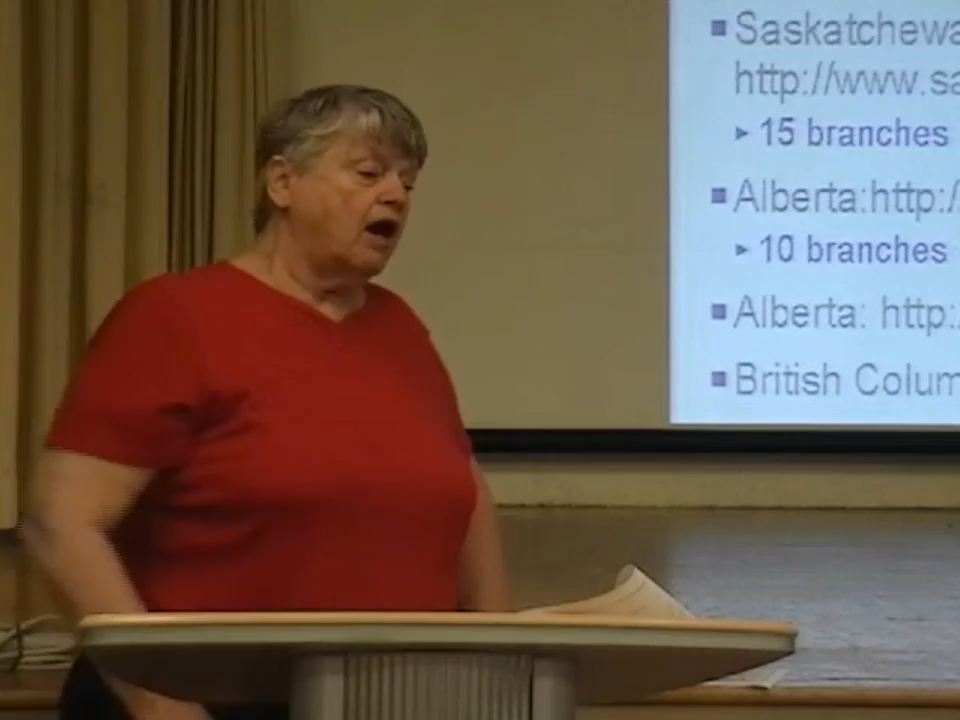 Saskatchewa
http://www.sa
15 branches
Alberta:http:/
10 branches
Alberta: http:/
British Colum